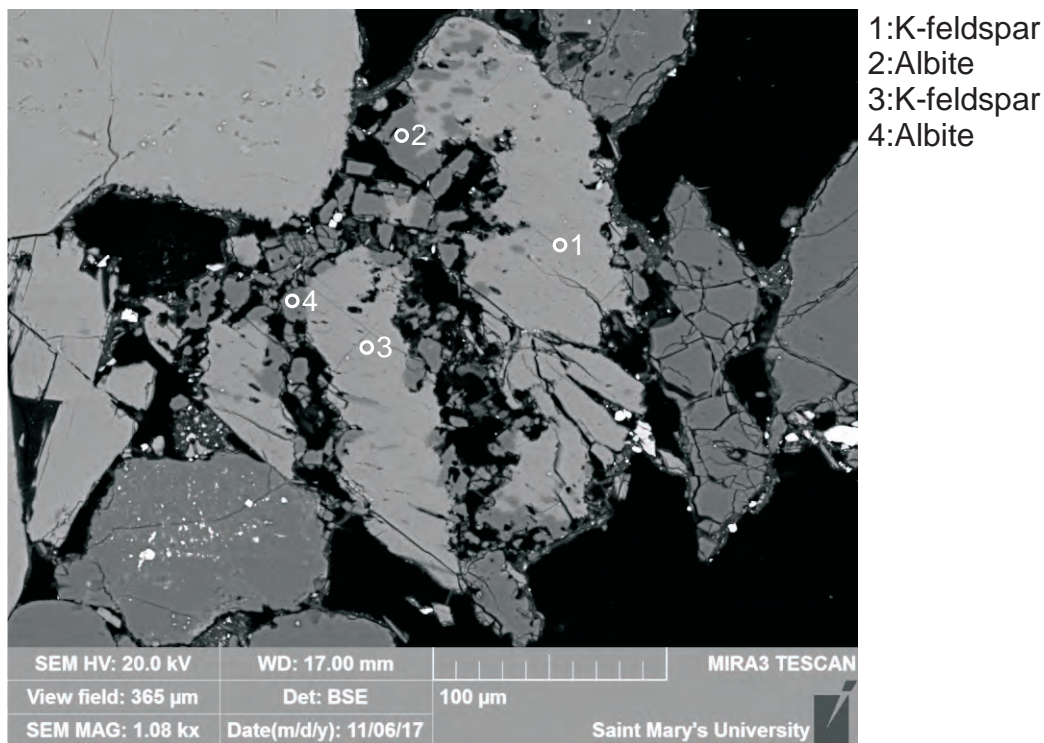 1:K-feldspar
2:Albite
3:K-feldspar
4:Albite
2
1
4
3
SEM HV: 20.0 kV WD: 17.00 mm MIRA3 TESCAN
View field: 365 µm Det: BSE 100 µm
SEM MAG: 1.08 kx Date(m/d/y): 11/06/17 Saint Mary's University